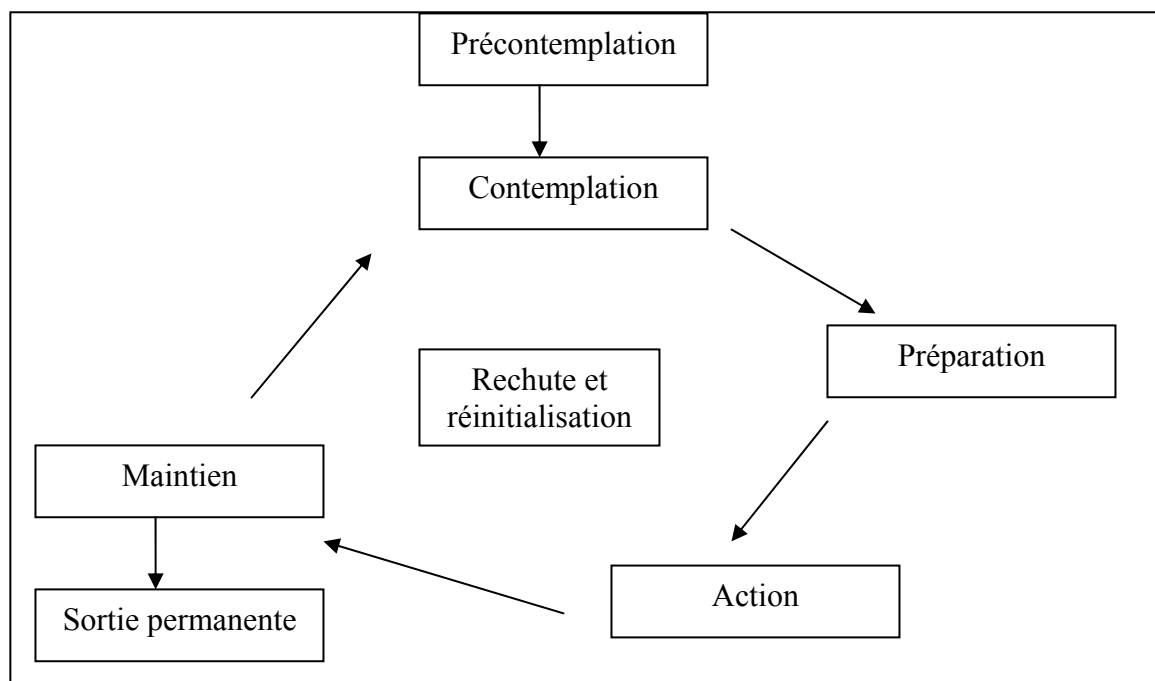 Précontemplation
Contemplation
Préparation
Rechute et
réinitialisation
Maintien
Action
Sortie permanente